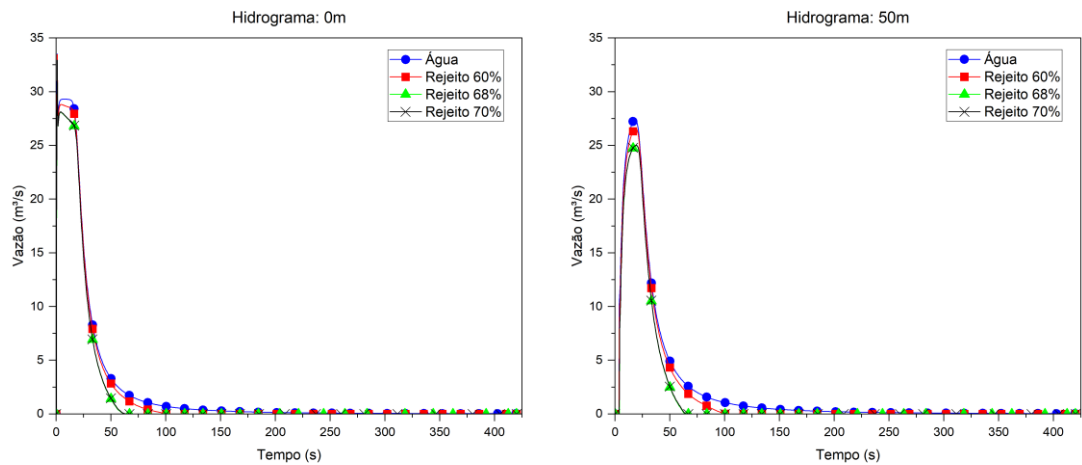 Hidrograma: 0m
35
30
25
20
15
10
5
0
Vazão (m³/s)
Água
Rejeito 60%
Rejeito 68%
Rejeito 70%
0
50
100
150
200
250
300
350
400
Tempo (s)
Hidrograma: 50m
35
30
25
20
15
10
5
0
Vazão (m³/s)
Água
Rejeito 60%
Rejeito 68%
Rejeito 70%
0
50
100
150
200
250
300
350
400
Tempo (s)